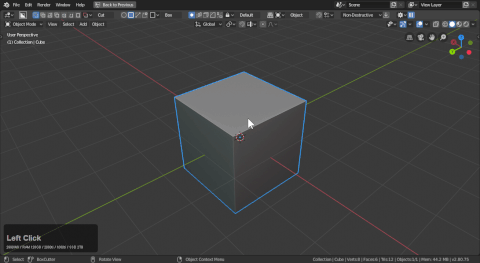 File Edit Render Window Help Back to Previous Scene View Layer
Cut Box Default Object Non-Destructive
Object Mode View Select Add Object Global
User Perspective
(1) Collection | Cube
Left Click
Select BoxCutter Rotate View Object Context Menu Collection | Cube | Verts:8 | Faces:6 | Tris:12 | Objects:1/1 | Mem: 44.2 MB | v2.80.75